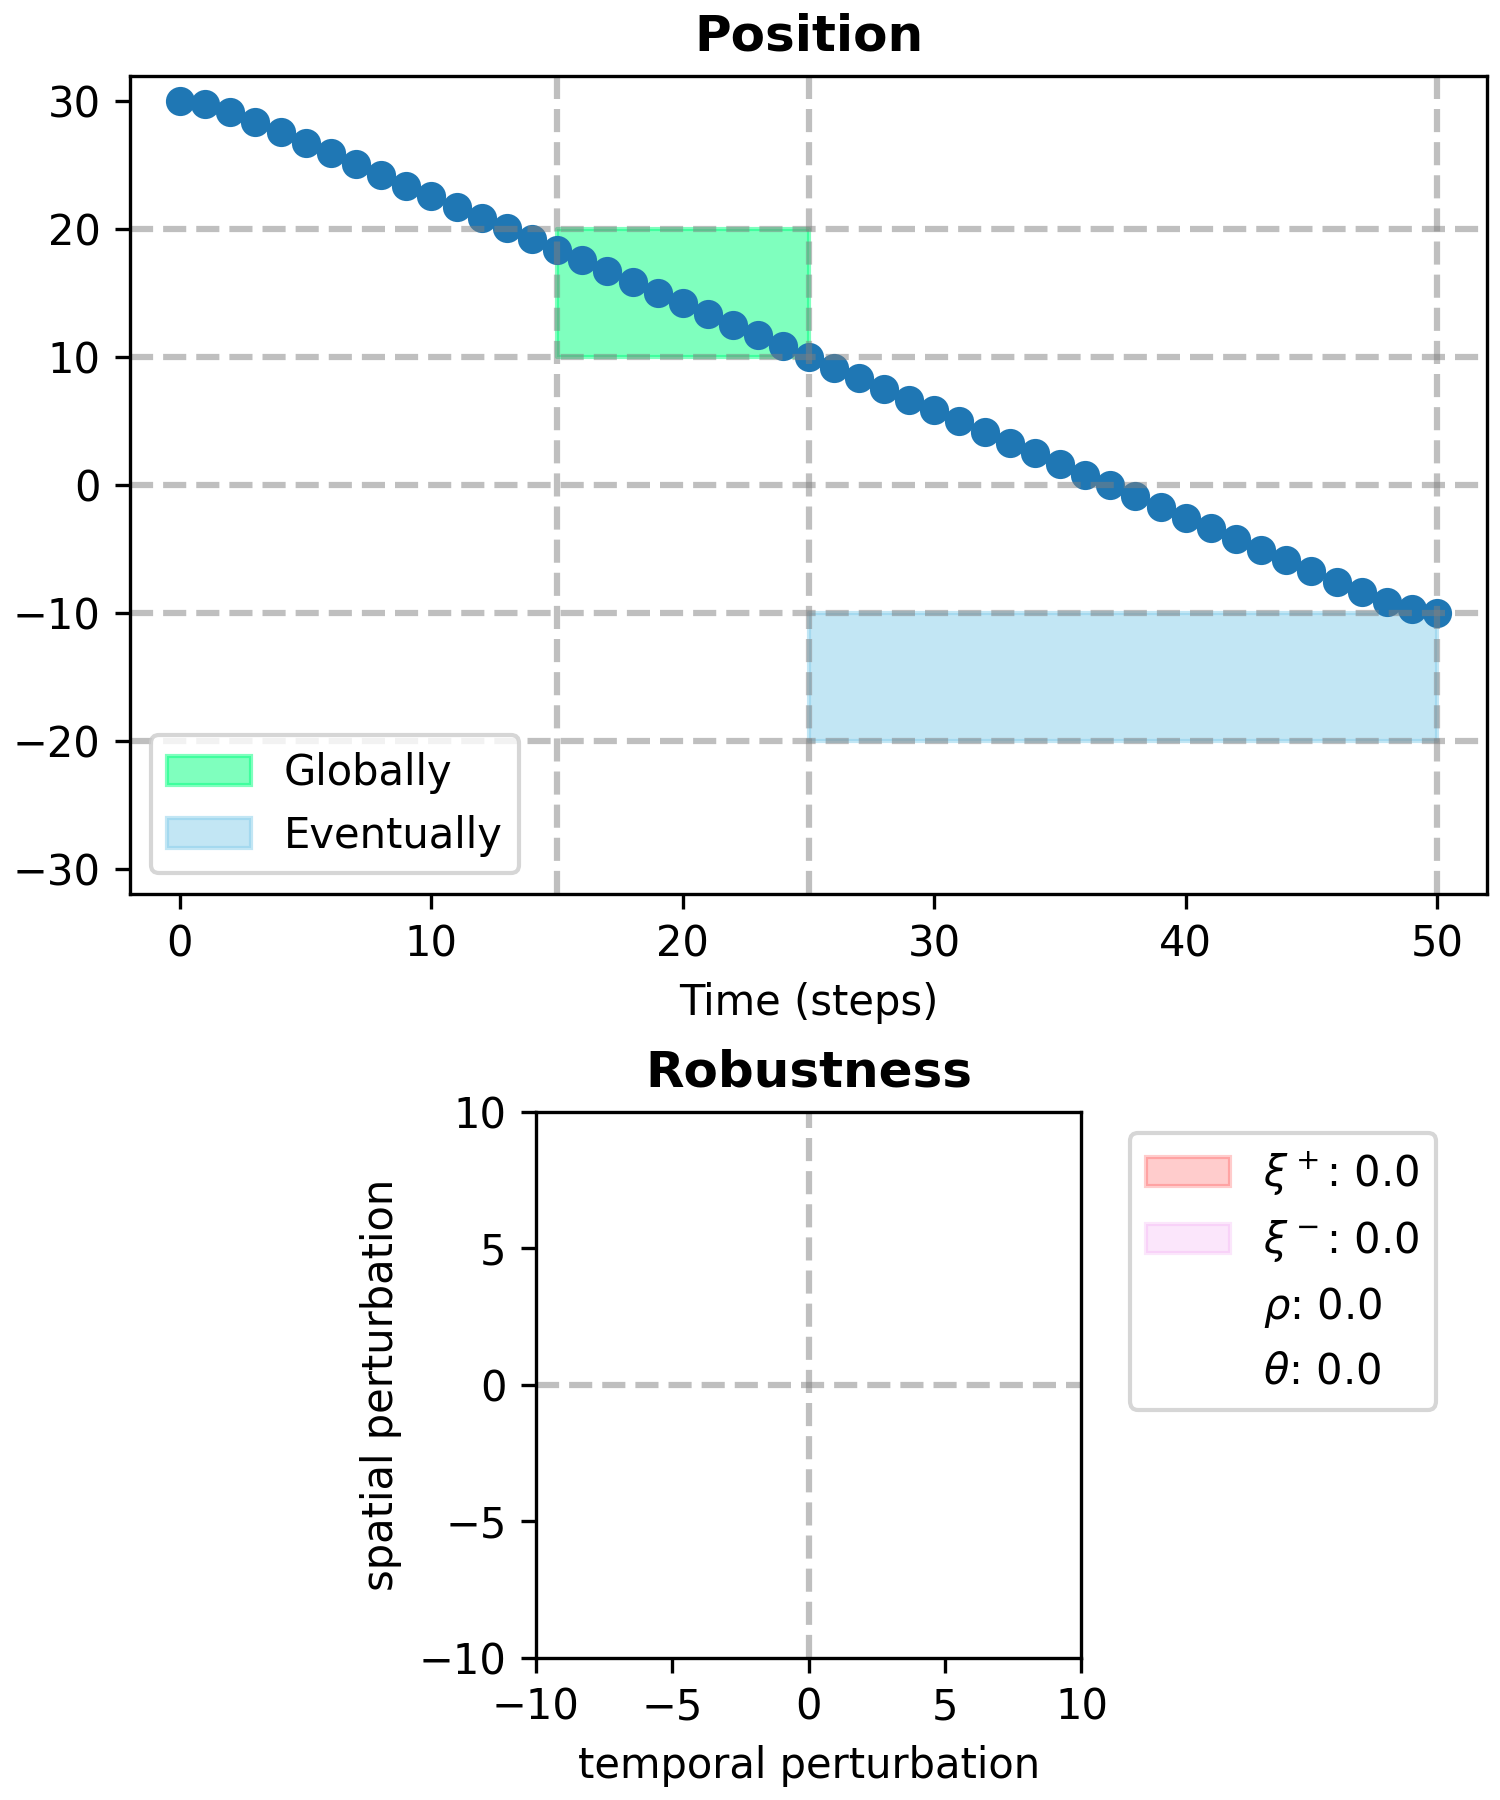 Position
30
20
10
0
−10
−20
−30
Globally
Eventually
0 10 20 30 40 50
Time (steps)
Robustness
10
5
0
−5
−10
spatial perturbation
−10 −5 0 5 10
temporal perturbation
ξ⁺: 0.0
ξ⁻: 0.0
ρ: 0.0
θ: 0.0